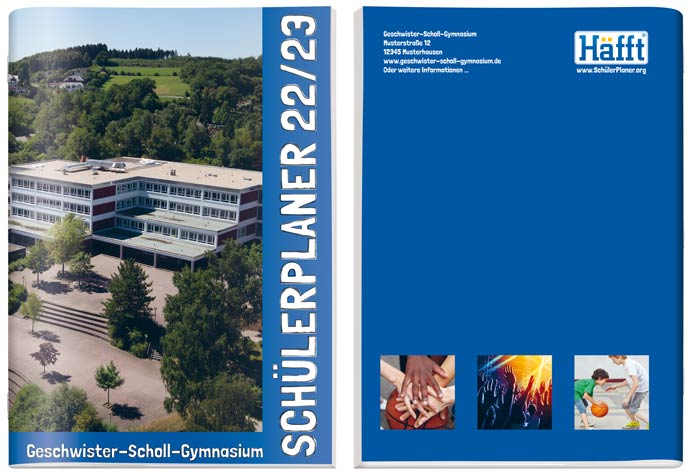 SCHÜLERPLANER 22/23
Geschwister-Scholl-Gymnasium
Geschwister-Scholl-Gymnasium
Musterstraße 12
12345 Musterhausen
www.geschwister-scholl-gymnasium.de
Oder weitere Informationen ...
Häfft
www.SchülerPlaner.org